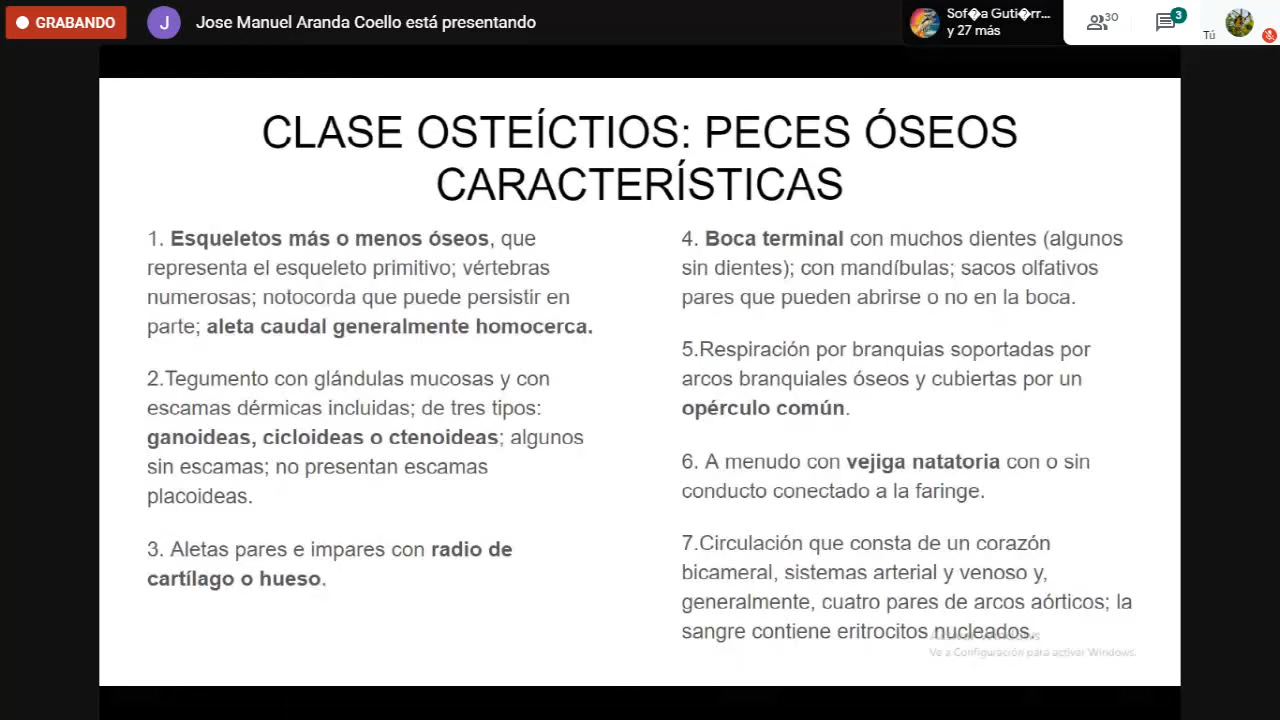 GRABANDO
J
Jose Manuel Aranda Coello está presentando
Sof�a Guti�rr...
y 27 más
30
3
Tú
CLASE OSTEÍCTIOS: PECES ÓSEOS
CARACTERÍSTICAS
1. Esqueletos más o menos óseos, que
representa el esqueleto primitivo; vértebras
numerosas; notocorda que puede persistir en
parte; aleta caudal generalmente homocerca.
2.Tegumento con glándulas mucosas y con
escamas dérmicas incluidas; de tres tipos:
ganoideas, cicloideas o ctenoideas; algunos
sin escamas; no presentan escamas
placoideas.
3. Aletas pares e impares con radio de
cartílago o hueso.
4. Boca terminal con muchos dientes (algunos
sin dientes); con mandíbulas; sacos olfativos
pares que pueden abrirse o no en la boca.
5.Respiración por branquias soportadas por
arcos branquiales óseos y cubiertas por un
opérculo común.
6. A menudo con vejiga natatoria con o sin
conducto conectado a la faringe.
7.Circulación que consta de un corazón
bicameral, sistemas arterial y venoso y,
generalmente, cuatro pares de arcos aórticos; la
sangre contiene eritrocitos nucleados.
Activar Windows
Ve a Configuración para activar Windows.